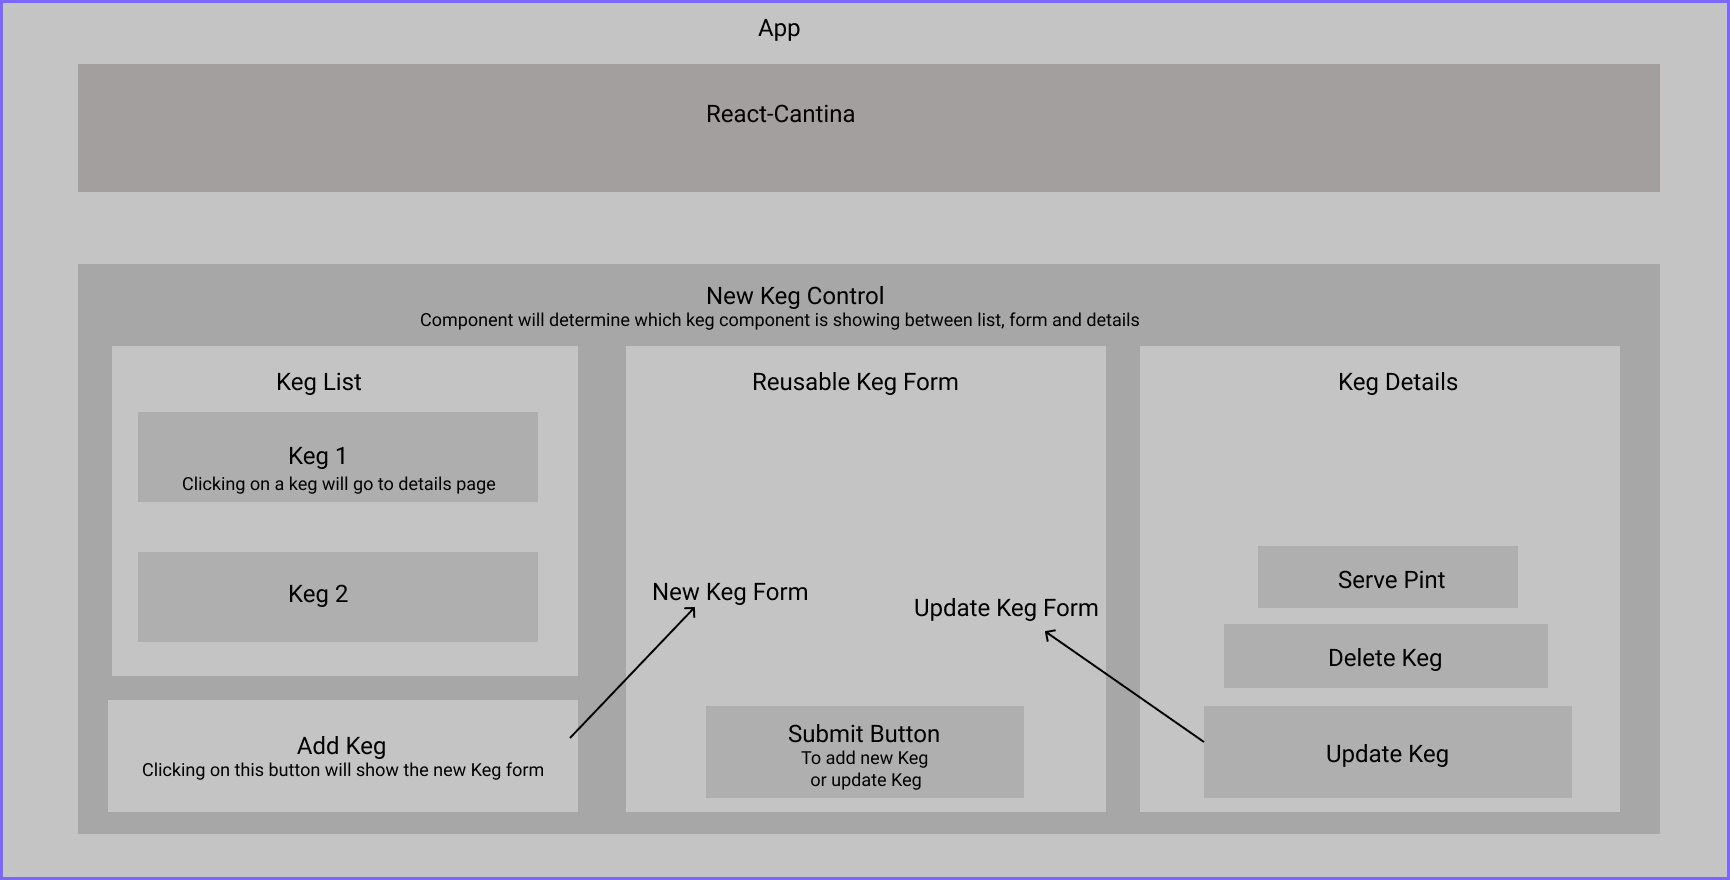 App
React-Cantina
New Keg Control
Component will determine which keg component is showing between list, form and details
Keg List
Keg 1
Clicking on a keg will go to details page
Keg 2
Add Keg
Clicking on this button will show the new Keg form
Reusable Keg Form
New Keg Form
Update Keg Form
Submit Button
To add new Keg
or update Keg
Keg Details
Serve Pint
Delete Keg
Update Keg